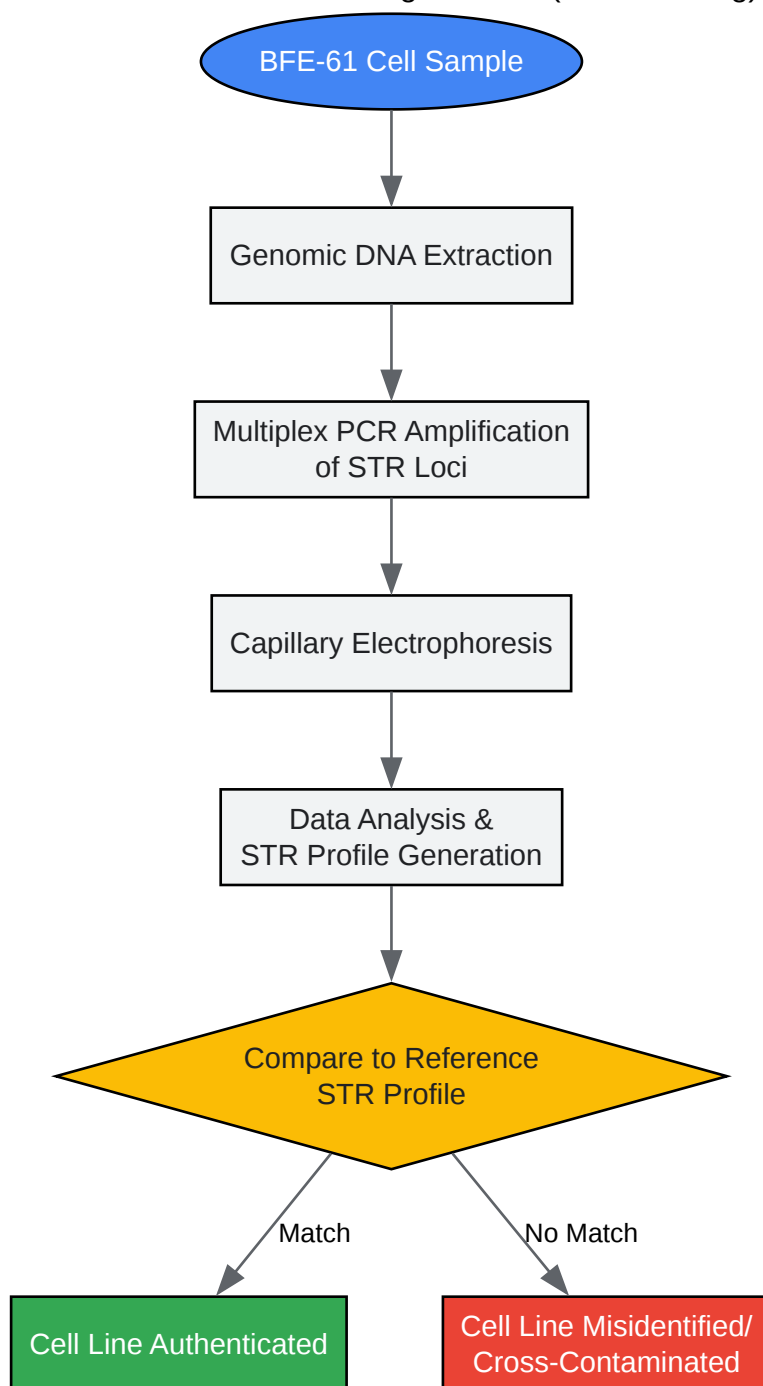 BFE-61 Cell Sample
Genomic DNA Extraction
Multiplex PCR Amplification
of STR Loci
Capillary Electrophoresis
Data Analysis &
STR Profile Generation
Compare to Reference
STR Profile
Match
No Match
Cell Line Authenticated
Cell Line Misidentified/
Cross-Contaminated